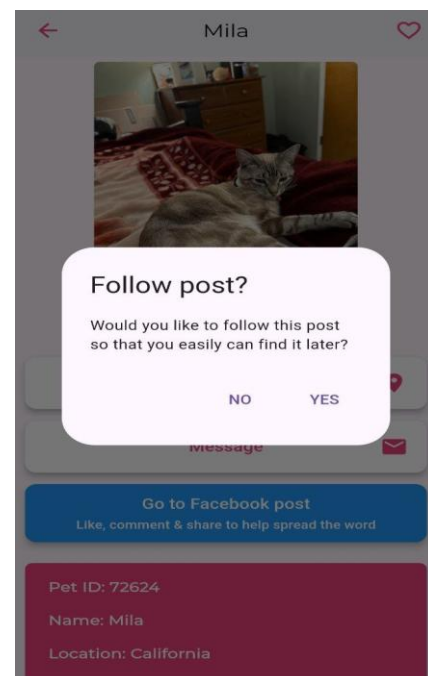 Mila
Follow post?
Would you like to follow this post
so that you easily can find it later?
NO YES
Message
Go to Facebook post
Like, comment & share to help spread the word
Pet ID: 72624
Name: Mila
Location: California